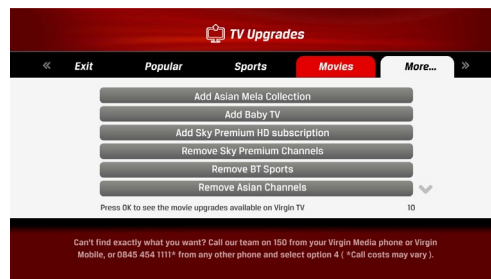 TV Upgrades
« Exit Popular Sports Movies More... »
Add Asian Mela Collection
Add Baby TV
Add Sky Premium HD subscription
Remove Sky Premium Channels
Remove BT Sports
Remove Asian Channels
Press OK to see the movie upgrades available on Virgin TV 10
Can't find exactly what you want? Call our team on 150 from your Virgin Media phone or Virgin
Mobile, or 0845 454 1111* from any other phone and select option 4 ( *Call costs may vary ).